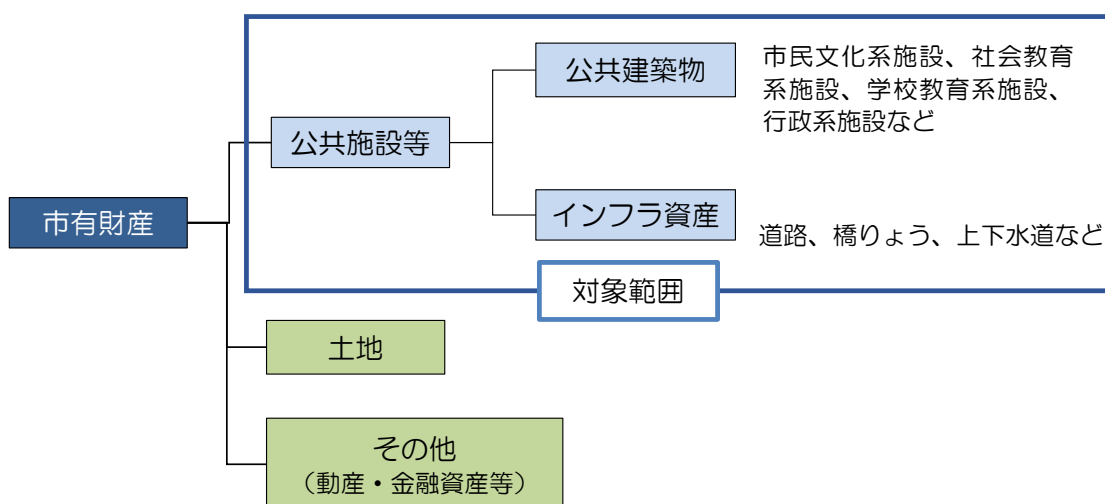 公共建築物
市民文化系施設、社会教育
系施設、学校教育系施設、
行政系施設など
公共施設等
市有財産
インフラ資産
道路、橋りょう、上下水道など
対象範囲
土地
その他
（動産・金融資産等）